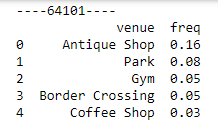 ----64101----
venue freq
0 Antique Shop 0.16
1 Park 0.08
2 Gym 0.05
3 Border Crossing 0.05
4 Coffee Shop 0.03